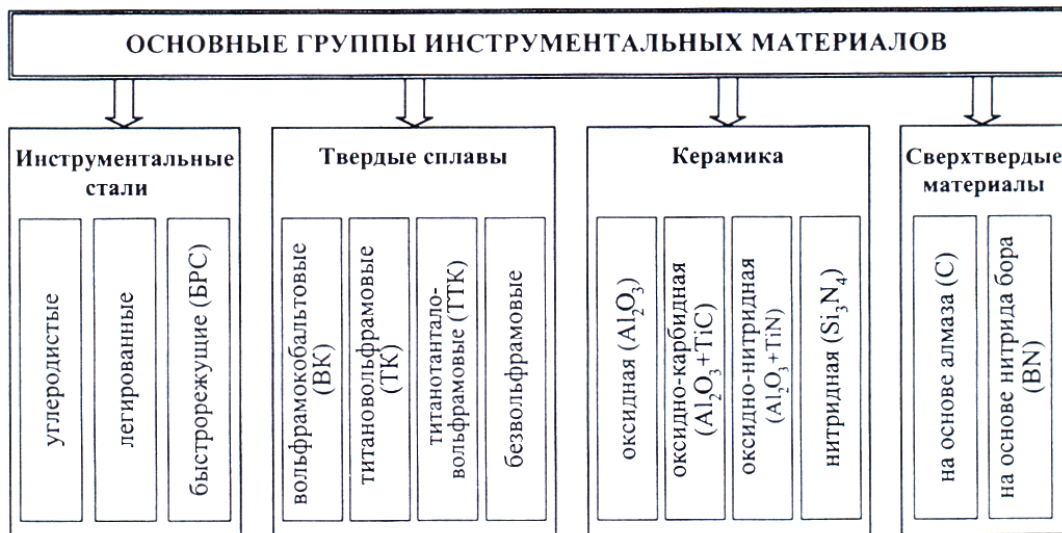 ОСНОВНЫЕ ГРУППЫ ИНСТРУМЕНТАЛЬНЫХ МАТЕРИАЛОВ
Инструментальные
стали
углеродистые
легированные
быстрорежущие (БРС)
Твердые сплавы
вольфрамокобальтовые
(ВК)
титановольфрамовые
(ТК)
титанотантало-
вольфрамовые (ТТК)
безвольфрамовые
Керамика
оксидная (Al₂O₃)
оксидно-карбидная
(Al₂O₃+TiC)
оксидно-нитридная
(Al₂O₃+TiN)
нитридная (Si₃N₄)
Сверхтвердые
материалы
на основе алмаза (С)
на основе нитрида бора
(BN)